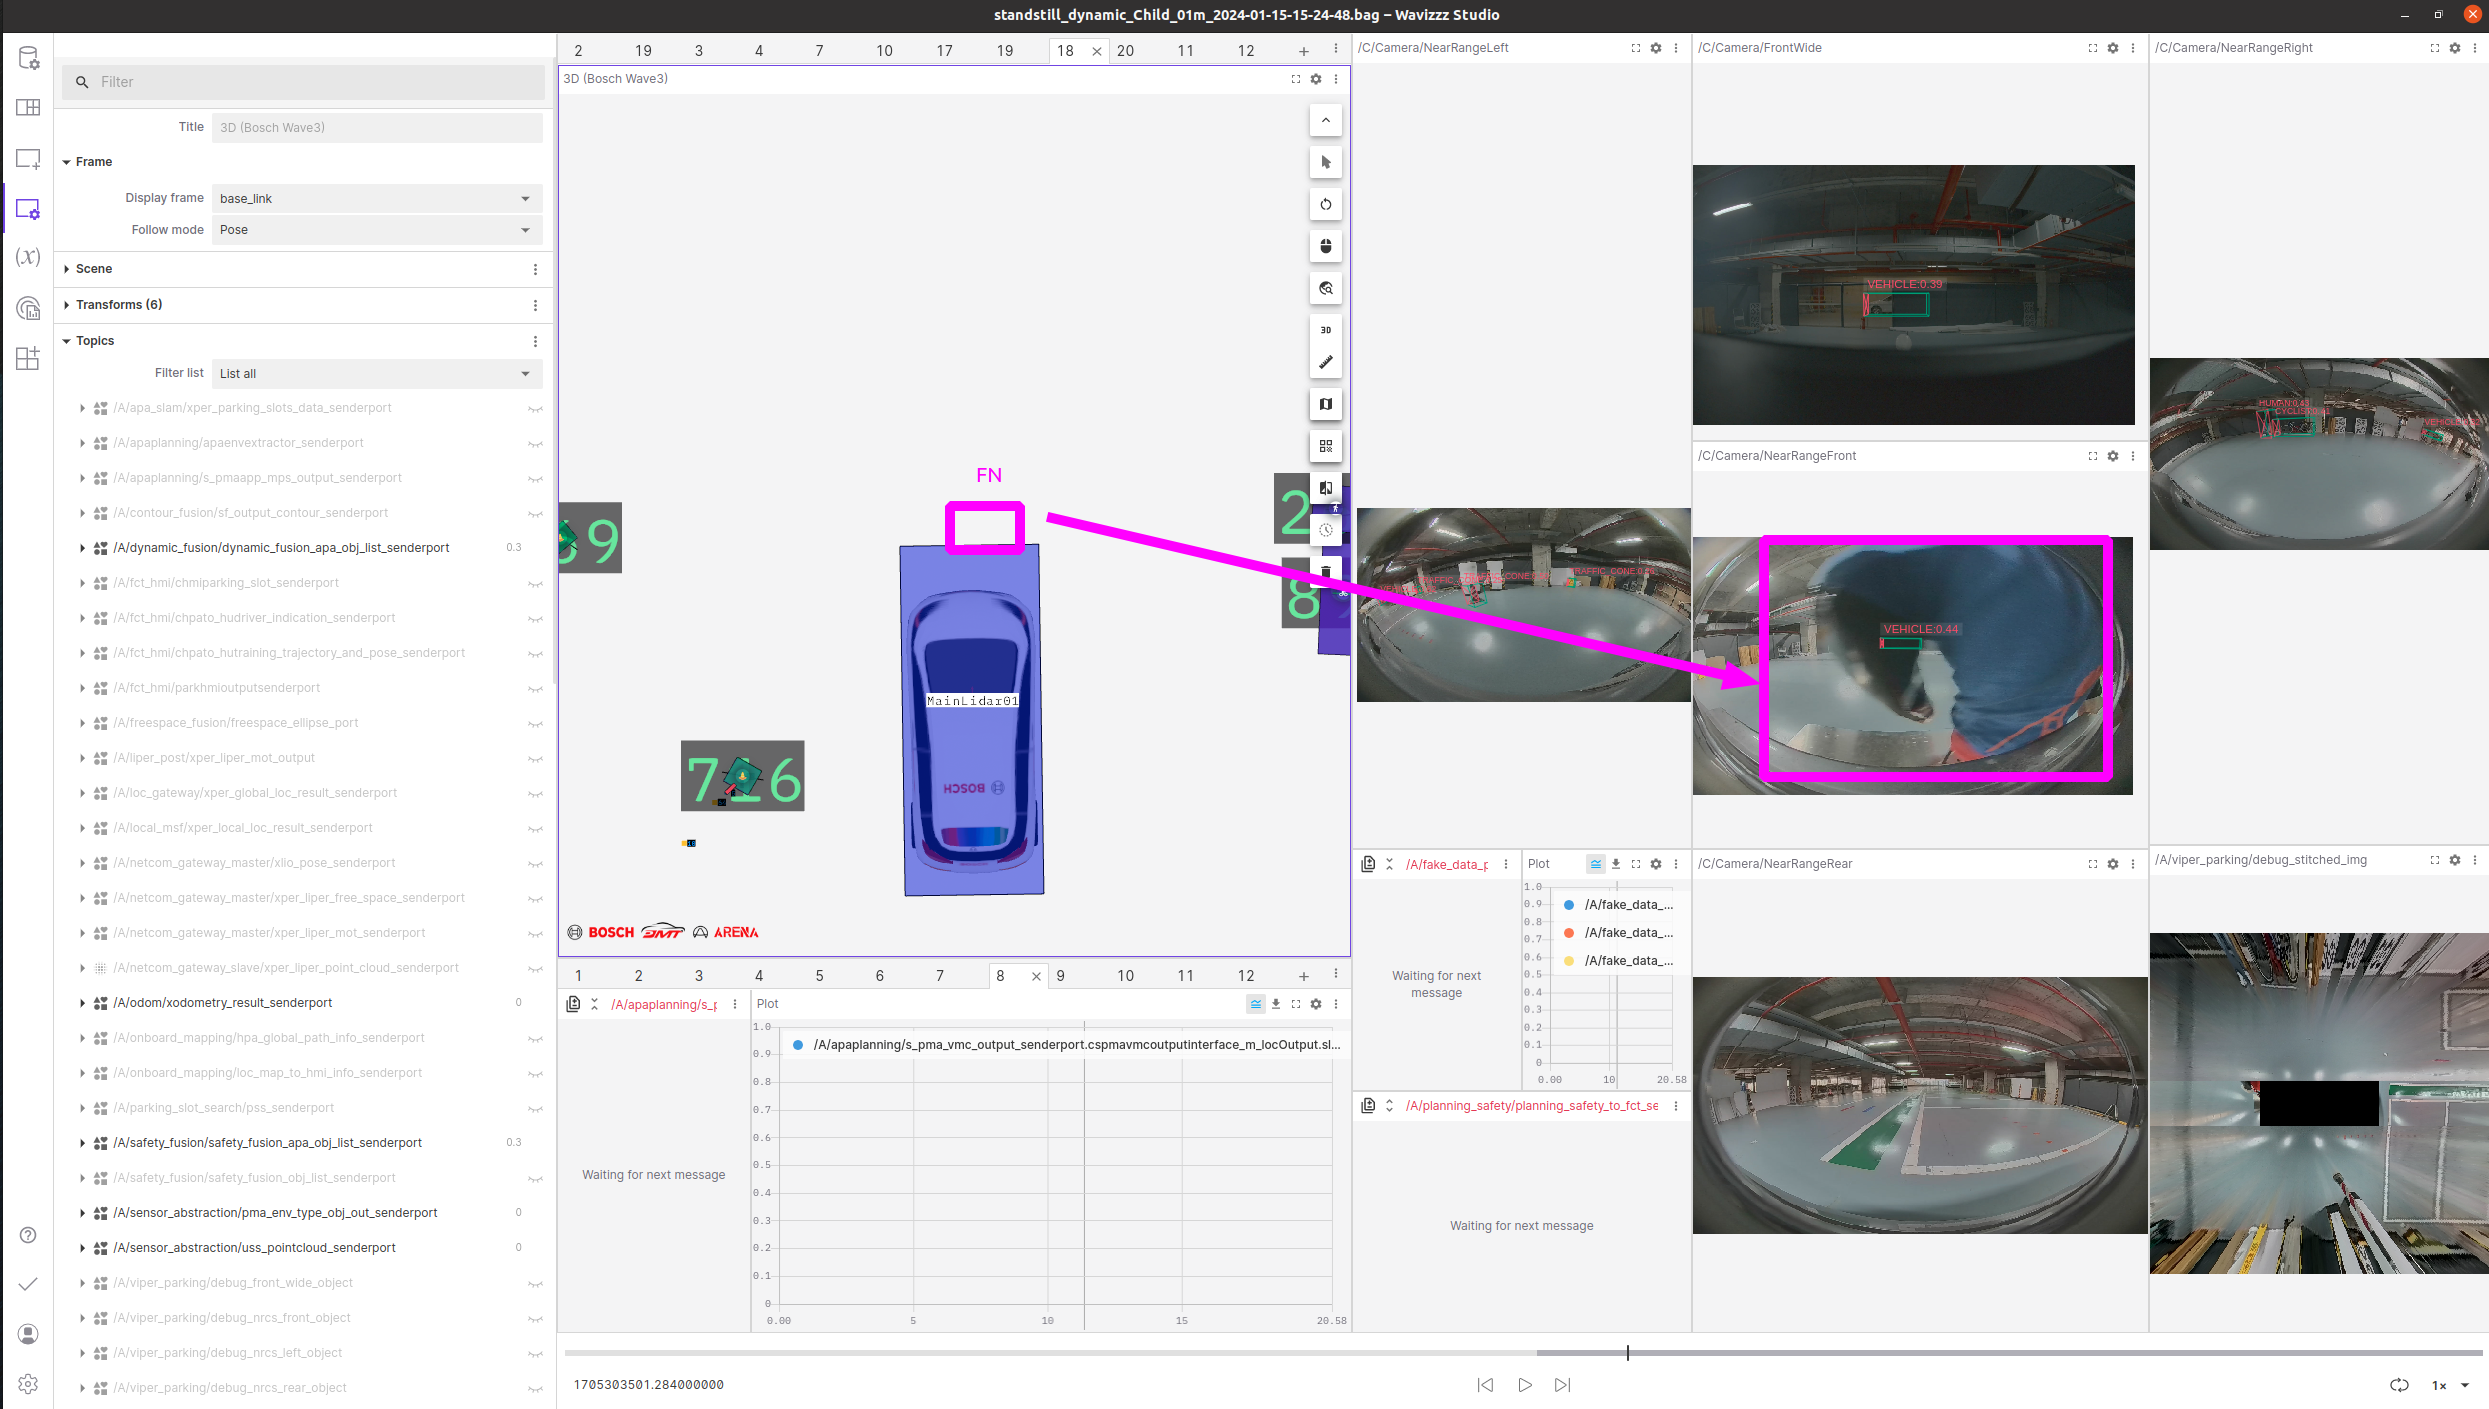 standstill_dynamic_Child_01m_2024-01-15-15-24-48.bag – Wavizzz Studio
Filter
Title
3D (Bosch Wave3)
Frame
Display frame
base_link
Follow mode
Pose
Scene
Transforms (6)
Topics
Filter list
List all
/A/apa_slam/xper_parking_slots_data_senderport
/A/apaplanning/apaenvextractor_senderport
/A/apaplanning/s_pmaapp_mps_output_senderport
/A/contour_fusion/sf_output_contour_senderport
/A/dynamic_fusion/dynamic_fusion_apa_obj_list_senderport 0.3
/A/fct_hmi/chmiparking_slot_senderport
/A/fct_hmi/chpato_hudriver_indication_senderport
/A/fct_hmi/chpato_hutraining_trajectory_and_pose_senderport
/A/fct_hmi/parkhmioutputsenderport
/A/freespace_fusion/freespace_ellipse_port
/A/liper_post/xper_liper_mot_output
/A/loc_gateway/xper_global_loc_result_senderport
/A/local_msf/xper_local_loc_result_senderport
/A/netcom_gateway_master/xlio_pose_senderport
/A/netcom_gateway_master/xper_liper_free_space_senderport
/A/netcom_gateway_master/xper_liper_mot_senderport
/A/netcom_gateway_slave/xper_liper_point_cloud_senderport
/A/odom/xodometry_result_senderport 0
/A/onboard_mapping/hpa_global_path_info_senderport
/A/onboard_mapping/loc_map_to_hmi_info_senderport
/A/parking_slot_search/pss_senderport
/A/safety_fusion/safety_fusion_apa_obj_list_senderport 0.3
/A/safety_fusion/safety_fusion_obj_list_senderport
/A/sensor_abstraction/pma_env_type_obj_out_senderport 0
/A/sensor_abstraction/uss_pointcloud_senderport 0
/A/viper_parking/debug_front_wide_object
/A/viper_parking/debug_nrcs_front_object
/A/viper_parking/debug_nrcs_left_object
/A/viper_parking/debug_nrcs_rear_object
2 19 3 4 7 10 17 19 18 20 11 12
3D (Bosch Wave3)
3D
FN
9
2
8
MainLidar01
BOSCH
716
BOSCH ARENA
1 2 3 4 5 6 7 8 9 10 11 12
/A/apaplanning/s_p
Waiting for next message
Plot
/A/apaplanning/s_pma_vmc_output_senderport.cspmavmcoutputinterface_m_locOutput.sl...
1.0
0.9
0.8
0.7
0.6
0.5
0.4
0.3
0.2
0.1
0
0.00 5 10 15 20.58
/C/Camera/NearRangeLeft
/C/Camera/FrontWide
VEHICLE:0.39
/C/Camera/NearRangeRight
/C/Camera/NearRangeFront
VEHICLE:0.44
/A/fake_data_p
Waiting for next
message
Plot
/A/fake_data_...
/A/fake_data_...
/A/fake_data_...
1.0
0.9
0.8
0.7
0.6
0.5
0.4
0.3
0.2
0.1
0
0.00 10 20.58
/A/planning_safety/planning_safety_to_fct_se
Waiting for next message
/C/Camera/NearRangeRear
/A/viper_parking/debug_stitched_img
1705303501.284000000
1×